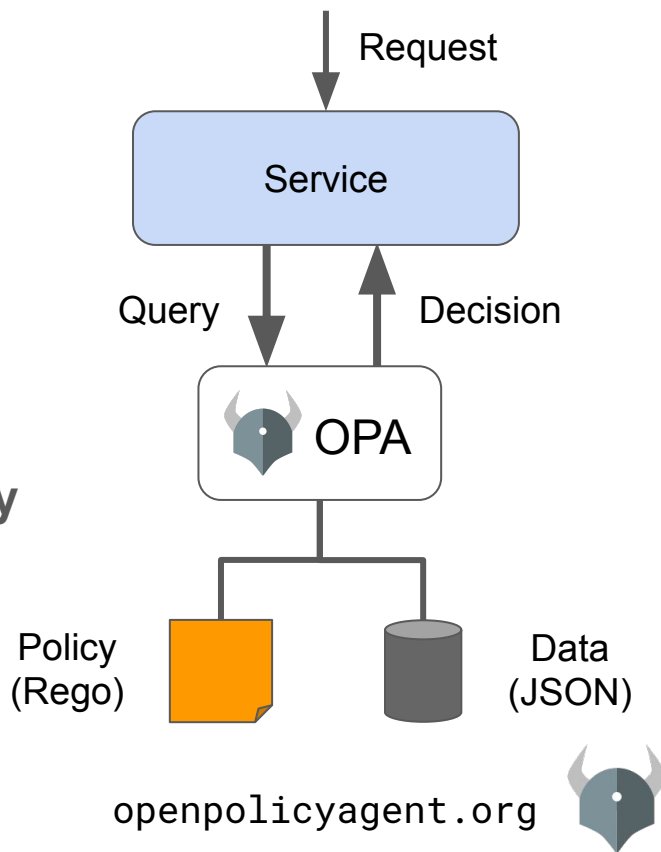 Request
Service
Query
Decision
OPA
y
Policy
(Rego)
Data
(JSON)
openpolicyagent.org